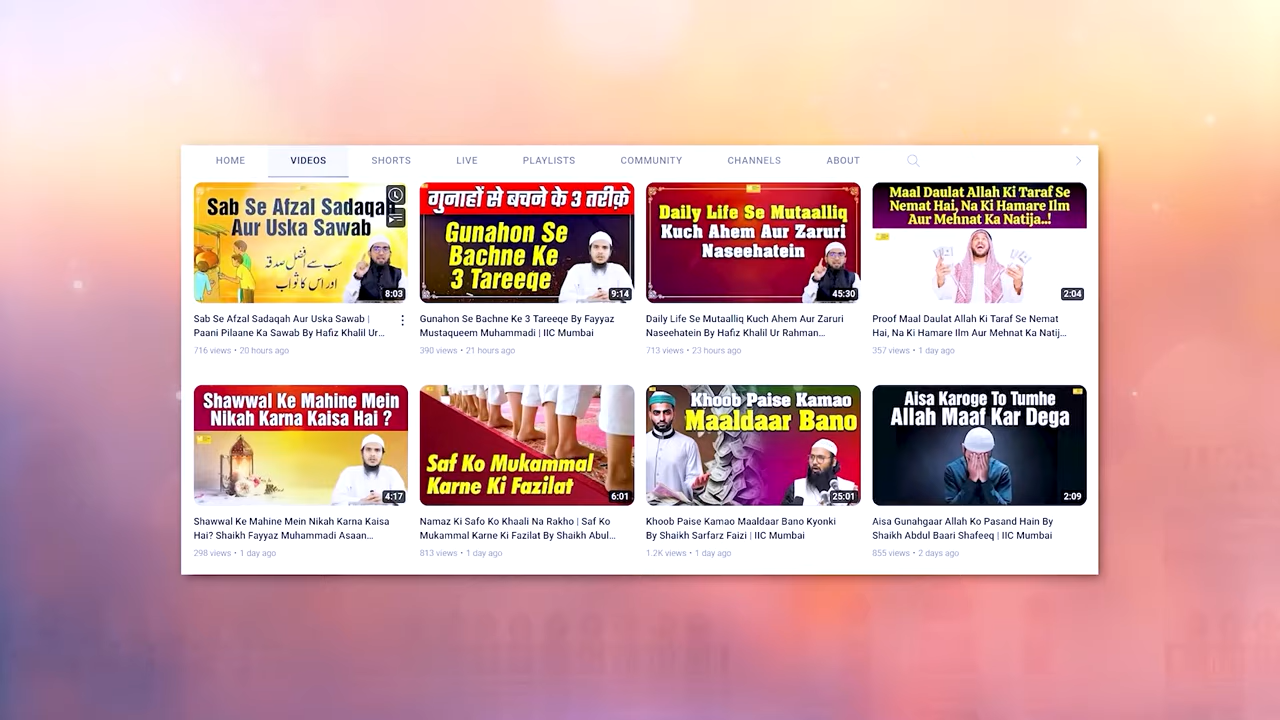 HOME VIDEOS SHORTS LIVE PLAYLISTS COMMUNITY CHANNELS ABOUT
Sab Se Afzal Sadaqah
Aur Uska Sawab
سب سے افضل صدقہ
اور اس کا ثواب
8:03
गुनाहों से बचने के 3 तरीक़े
Gunahon Se
Bachne Ke
3 Tareeqe
9:14
Daily Life Se Mutaalliq
Kuch Ahem Aur Zaruri
Naseehatein
45:30
Maal Daulat Allah Ki Taraf Se
Nemat Hai, Na Ki Hamare Ilm
Aur Mehnat Ka Natija..!
2:04
Sab Se Afzal Sadaqah Aur Uska Sawab |
Paani Pilaane Ka Sawab By Hafiz Khalil Ur...
716 views • 20 hours ago
Gunahon Se Bachne Ke 3 Tareeqe By Fayyaz
Mustaqueem Muhammadi | IIC Mumbai
390 views • 21 hours ago
Daily Life Se Mutaalliq Kuch Ahem Aur Zaruri
Naseehatein By Hafiz Khalil Ur Rahman...
713 views • 23 hours ago
Proof Maal Daulat Allah Ki Taraf Se Nemat
Hai, Na Ki Hamare Ilm Aur Mehnat Ka Natij...
357 views • 1 day ago
Shawwal Ke Mahine Mein
Nikah Karna Kaisa Hai ?
4:17
Saf Ko Mukammal
Karne Ki Fazilat
6:01
Khoob Paise Kamao
Maaldaar Bano
25:01
Aisa Karoge To Tumhe
Allah Maaf Kar Dega
2:09
Shawwal Ke Mahine Mein Nikah Karna Kaisa
Hai? Shaikh Fayyaz Muhammadi Asaan...
298 views • 1 day ago
Namaz Ki Safo Ko Khaali Na Rakho | Saf Ko
Mukammal Karne Ki Fazilat By Shaikh Abul...
813 views • 1 day ago
Khoob Paise Kamao Maaldaar Bano Kyonki
By Shaikh Sarfarz Faizi | IIC Mumbai
1.2K views • 1 day ago
Aisa Gunahgaar Allah Ko Pasand Hain By
Shaikh Abdul Baari Shafeeq | IIC Mumbai
855 views • 2 days ago